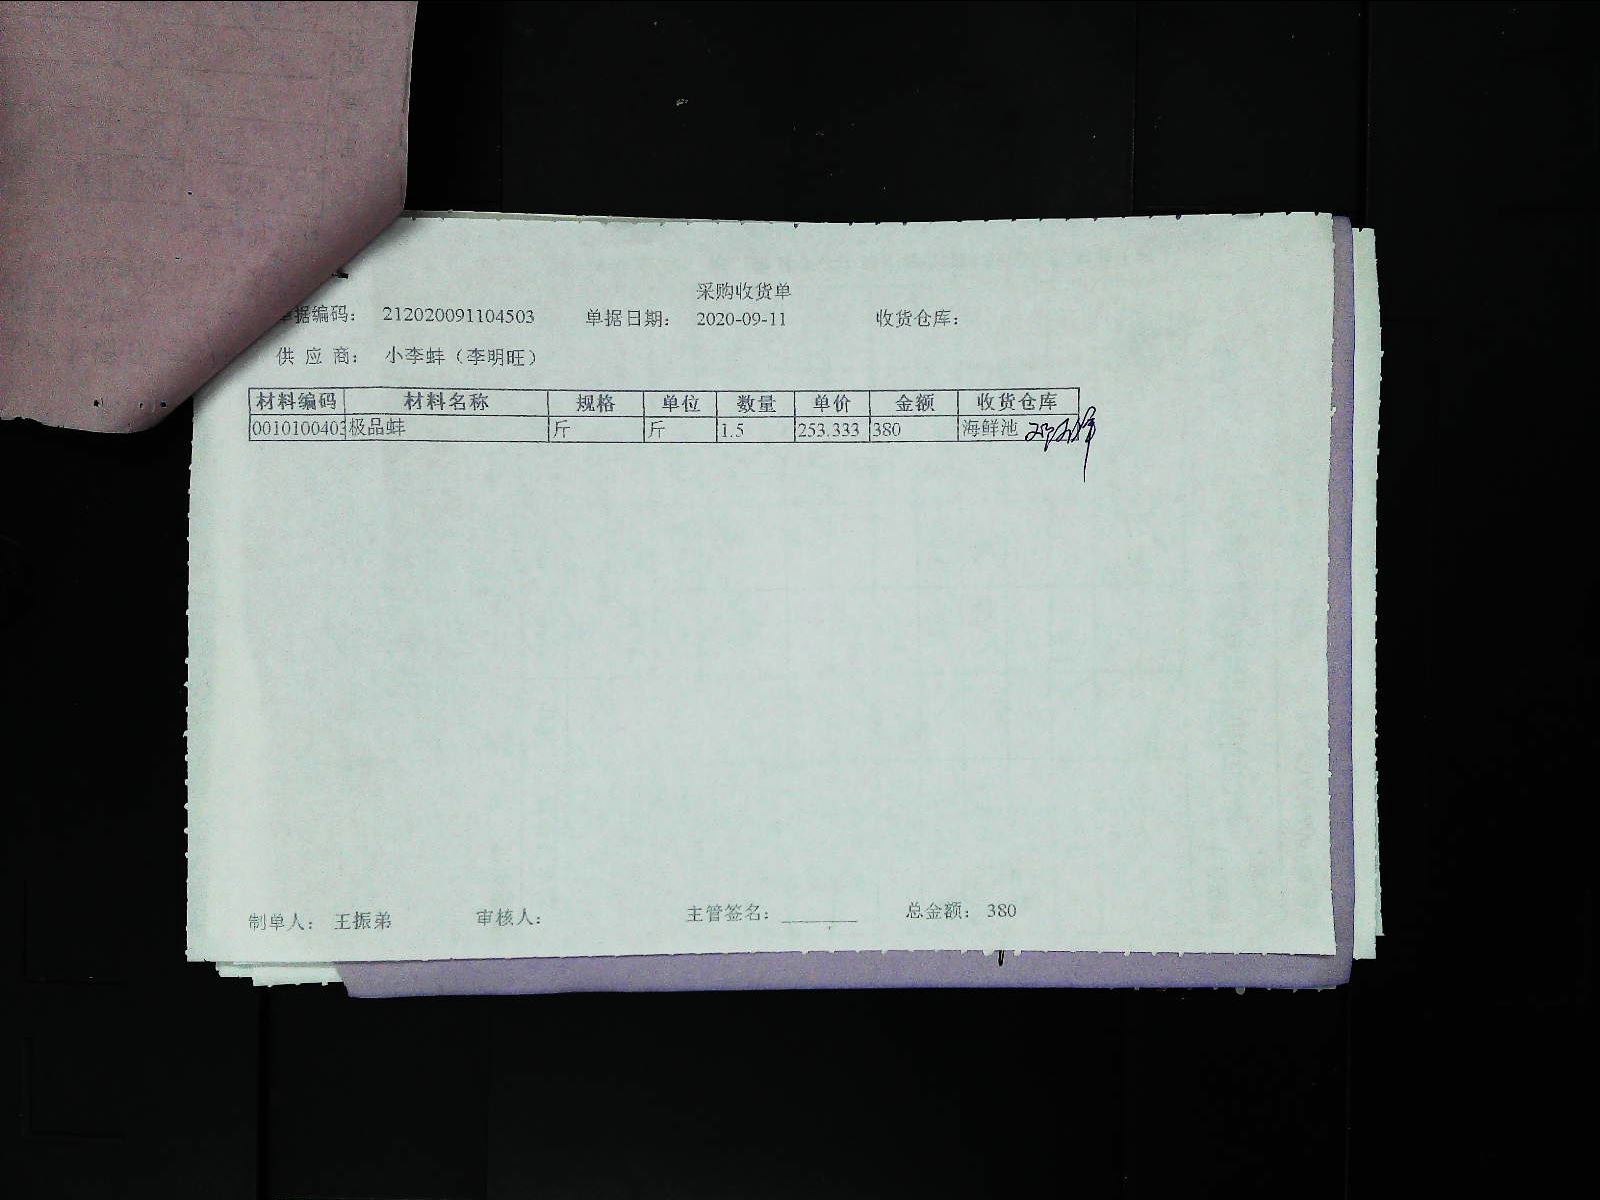 采购收货单
单据编码： 212020091104503 单据日期： 2020-09-11 收货仓库：
供 应 商： 小李蚌（李明旺）
材料编码 材料名称 规格 单位 数量 单价 金额 收货仓库
0010100403 极品蚌 斤 斤 1.5 253.333 380 海鲜池
制单人： 王振弟 审核人： 主管签名：________ 总金额： 380